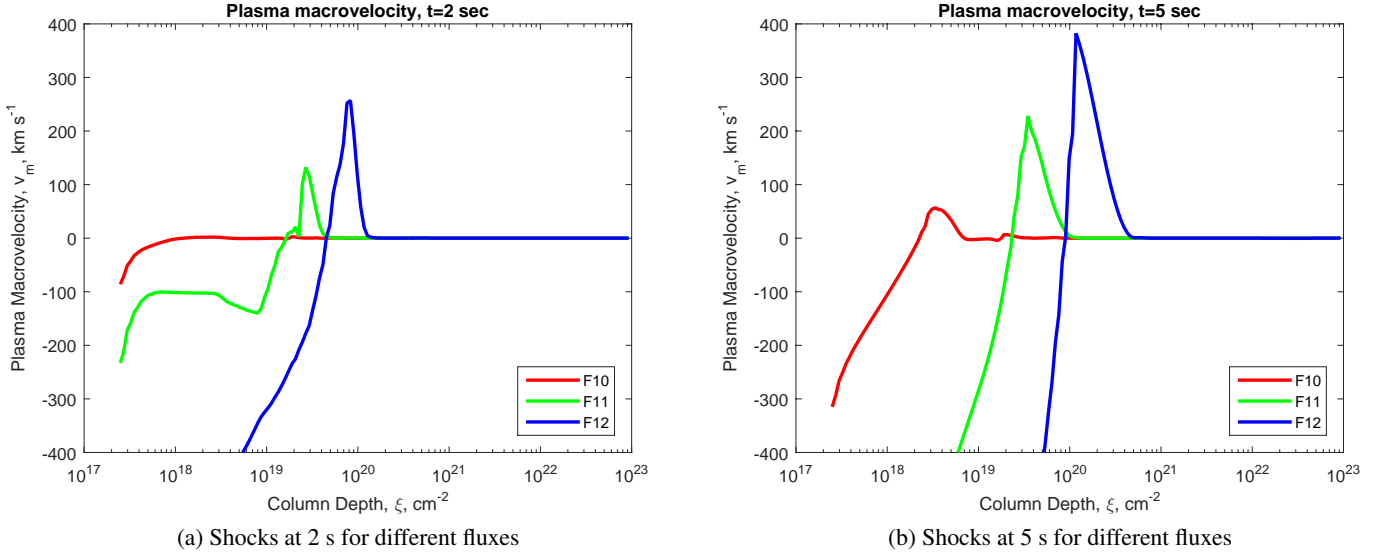 Plasma macrovelocity, t=2 sec
400
300
200
100
0
-100
-200
-300
-400
Plasma Macrovelocity, v_m, km s^-1
10^17
10^18
10^19
10^20
10^21
10^22
10^23
Column Depth, ξ, cm^-2
F10
F11
F12
(a) Shocks at 2 s for different fluxes
Plasma macrovelocity, t=5 sec
400
300
200
100
0
-100
-200
-300
-400
Plasma Macrovelocity, v_m, km s^-1
10^17
10^18
10^19
10^20
10^21
10^22
10^23
Column Depth, ξ, cm^-2
F10
F11
F12
(b) Shocks at 5 s for different fluxes